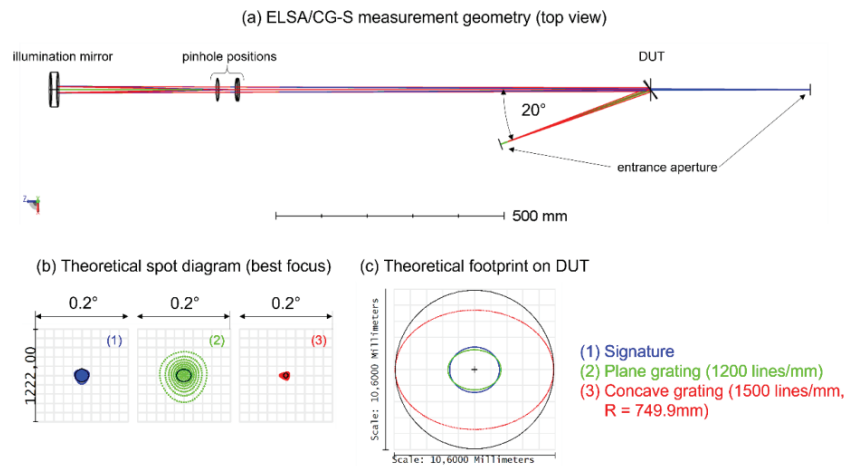 (a) ELSA/CG-S measurement geometry (top view)
illumination mirror
pinhole positions
DUT
20°
entrance aperture
Z
500 mm
(b) Theoretical spot diagram (best focus)
(c) Theoretical footprint on DUT
0.2°
0.2°
0.2°
1222,00
(1)
(2)
(3)
Scale: 10,6000 Millimeters
Scale: 10,6000 Millimeters
(1) Signature
(2) Plane grating (1200 lines/mm)
(3) Concave grating (1500 lines/mm,
R = 749.9mm)